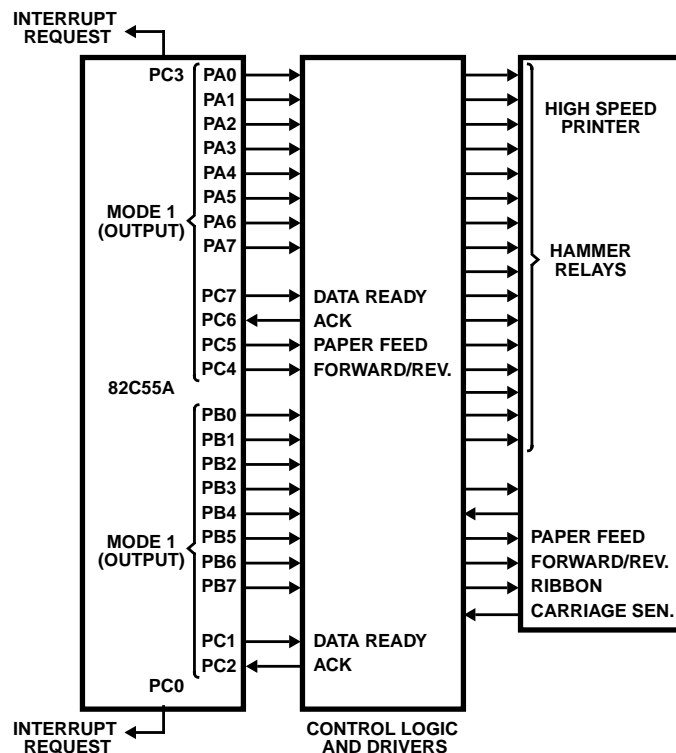 INTERRUPT
REQUEST
PC3
PA0
PA1
PA2
PA3
PA4
PA5
PA6
PA7
MODE 1
(OUTPUT)
PC7
PC6
PC5
PC4
DATA READY
ACK
PAPER FEED
FORWARD/REV.
82C55A
PB0
PB1
PB2
PB3
PB4
PB5
PB6
PB7
MODE 1
(OUTPUT)
PC1
PC2
DATA READY
ACK
PC0
INTERRUPT
REQUEST
CONTROL LOGIC
AND DRIVERS
HIGH SPEED
PRINTER
HAMMER
RELAYS
PAPER FEED
FORWARD/REV.
RIBBON
CARRIAGE SEN.